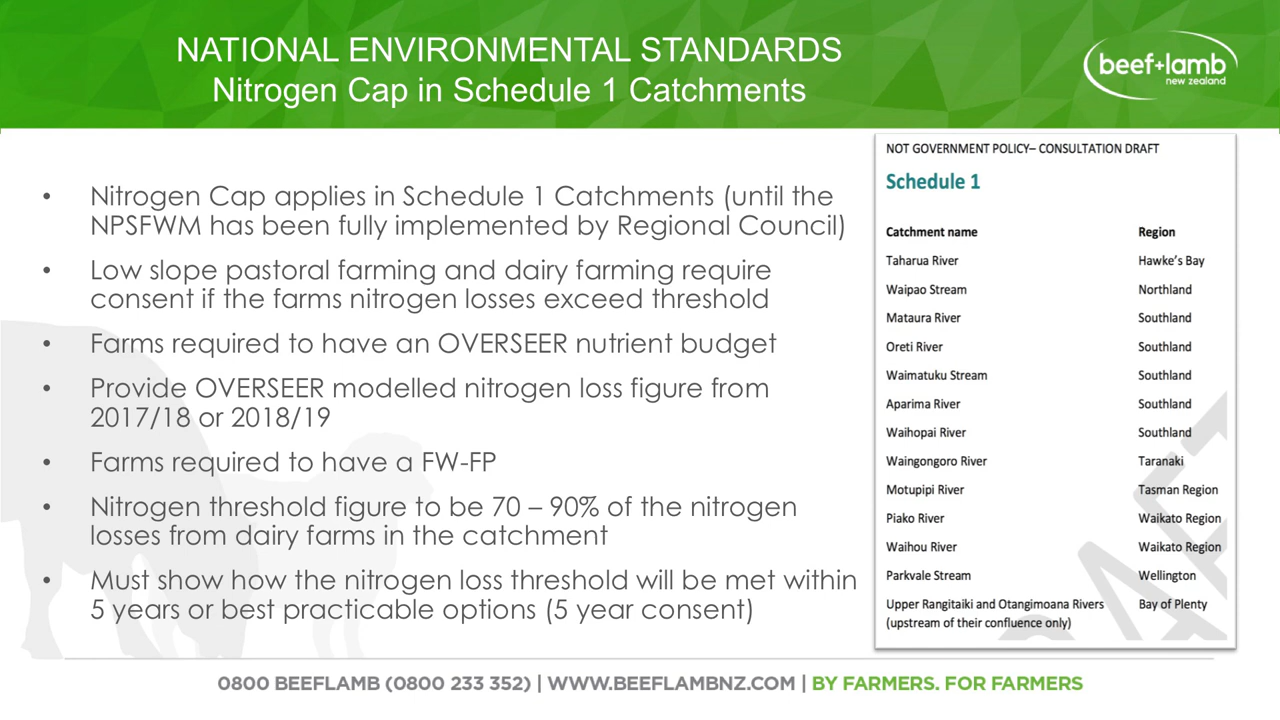 NATIONAL ENVIRONMENTAL STANDARDS
Nitrogen Cap in Schedule 1 Catchments
beef+lamb
new zealand
• Nitrogen Cap applies in Schedule 1 Catchments (until the
NPSFWM has been fully implemented by Regional Council)
• Low slope pastoral farming and dairy farming require
consent if the farms nitrogen losses exceed threshold
• Farms required to have an OVERSEER nutrient budget
• Provide OVERSEER modelled nitrogen loss figure from
2017/18 or 2018/19
• Farms required to have a FW-FP
• Nitrogen threshold figure to be 70 – 90% of the nitrogen
losses from dairy farms in the catchment
• Must show how the nitrogen loss threshold will be met within
5 years or best practicable options (5 year consent)
NOT GOVERNMENT POLICY– CONSULTATION DRAFT
Schedule 1
Catchment name Region
Taharua River Hawke's Bay
Waipao Stream Northland
Mataura River Southland
Oreti River Southland
Waimatuku Stream Southland
Aparima River Southland
Waihopai River Southland
Waingongoro River Taranaki
Motupipi River Tasman Region
Piako River Waikato Region
Waihou River Waikato Region
Parkvale Stream Wellington
Upper Rangitaiki and Otangimoana Rivers Bay of Plenty
(upstream of their confluence only)
0800 BEEFLAMB (0800 233 352) | WWW.BEEFLAMBNZ.COM | BY FARMERS. FOR FARMERS